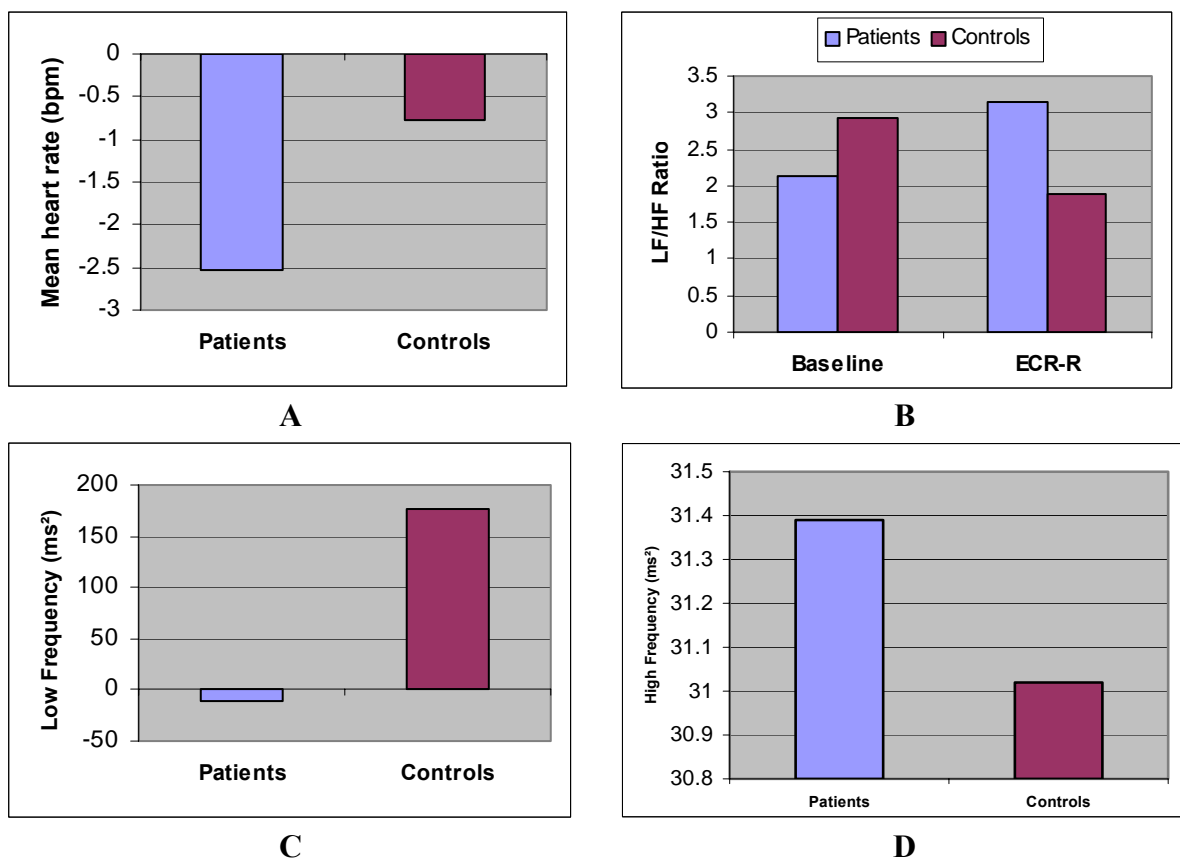 Mean heart rate (bpm)
0
-0.5
-1
-1.5
-2
-2.5
-3
Patients Controls
A
Patients Controls
LF/HF Ratio
3.5
3
2.5
2
1.5
1
0.5
0
Baseline ECR-R
B
Low Frequency (ms²)
200
150
100
50
0
-50
Patients Controls
C
High Frequency (ms²)
31.5
31.4
31.3
31.2
31.1
31
30.9
30.8
Patients Controls
D